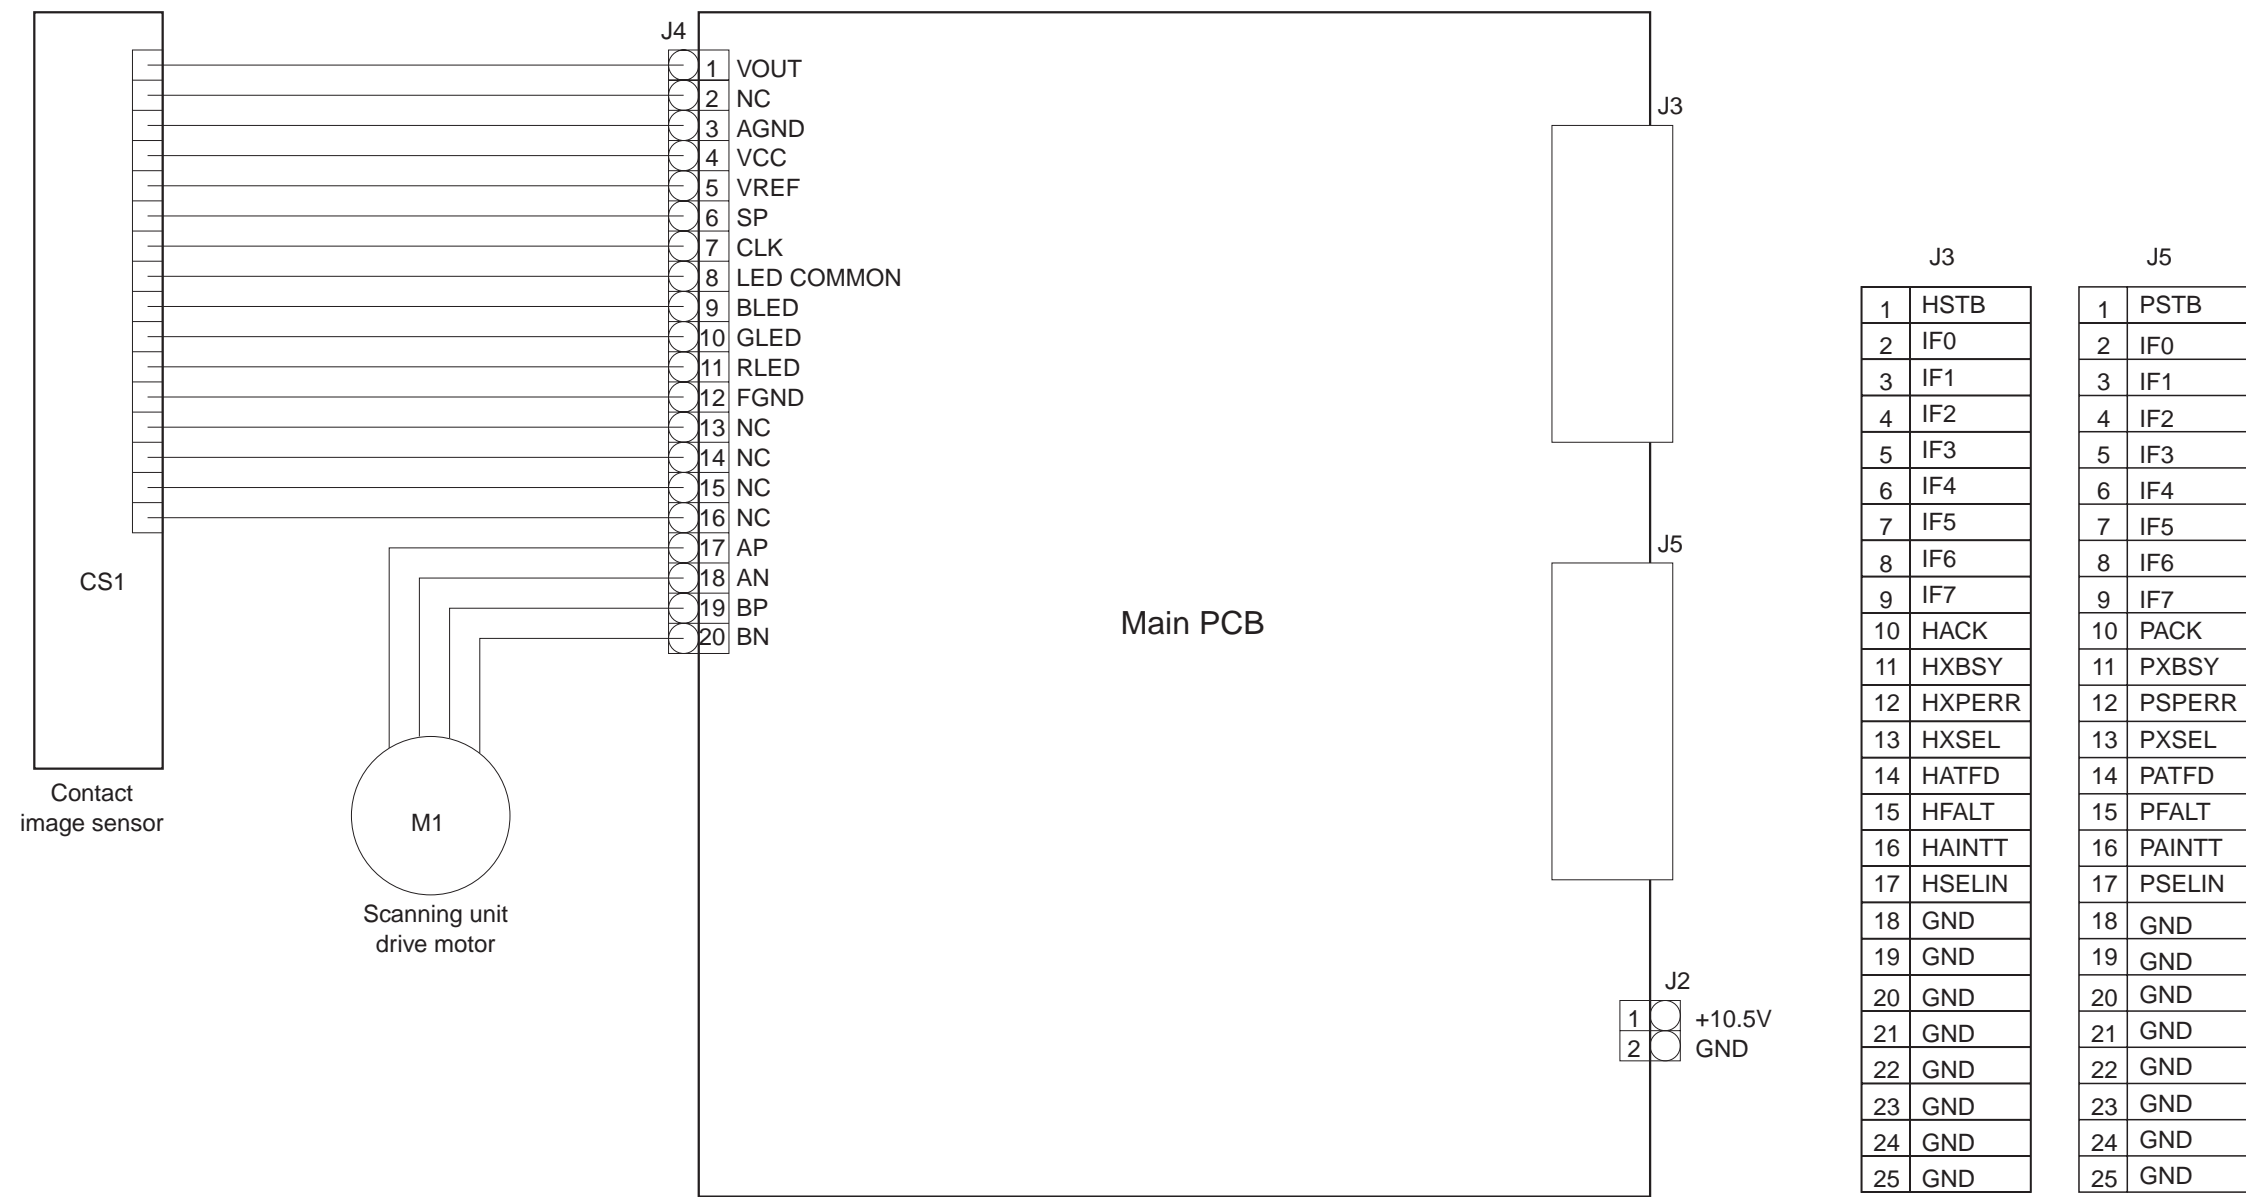 J4
1 VOUT
2 NC
3 AGND
4 VCC
5 VREF
6 SP
7 CLK
8 LED COMMON
9 BLED
10 GLED
11 RLED
12 FGND
13 NC
14 NC
15 NC
16 NC
17 AP
18 AN
19 BP
20 BN
CS1
Contact
image sensor
M1
Scanning unit
drive motor
Main PCB
J3
J5
J2
1 +10.5V
2 GND
J3
1 HSTB
2 IF0
3 IF1
4 IF2
5 IF3
6 IF4
7 IF5
8 IF6
9 IF7
10 HACK
11 HXBSY
12 HXPERR
13 HXSEL
14 HATFD
15 HFALT
16 HAINTT
17 HSELIN
18 GND
19 GND
20 GND
21 GND
22 GND
23 GND
24 GND
25 GND
J5
1 PSTB
2 IF0
3 IF1
4 IF2
5 IF3
6 IF4
7 IF5
8 IF6
9 IF7
10 PACK
11 PXBSY
12 PSPERR
13 PXSEL
14 PATFD
15 PFALT
16 PAINTT
17 PSELIN
18 GND
19 GND
20 GND
21 GND
22 GND
23 GND
24 GND
25 GND